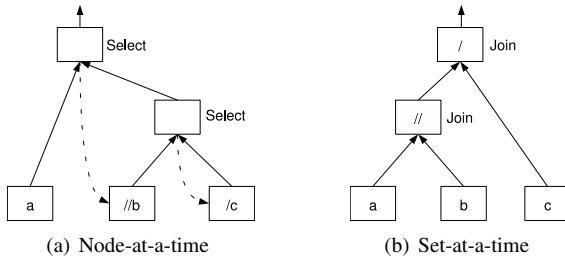 Select
/ Join
Select
// Join
a //b /c
a b c
(a) Node-at-a-time
(b) Set-at-a-time